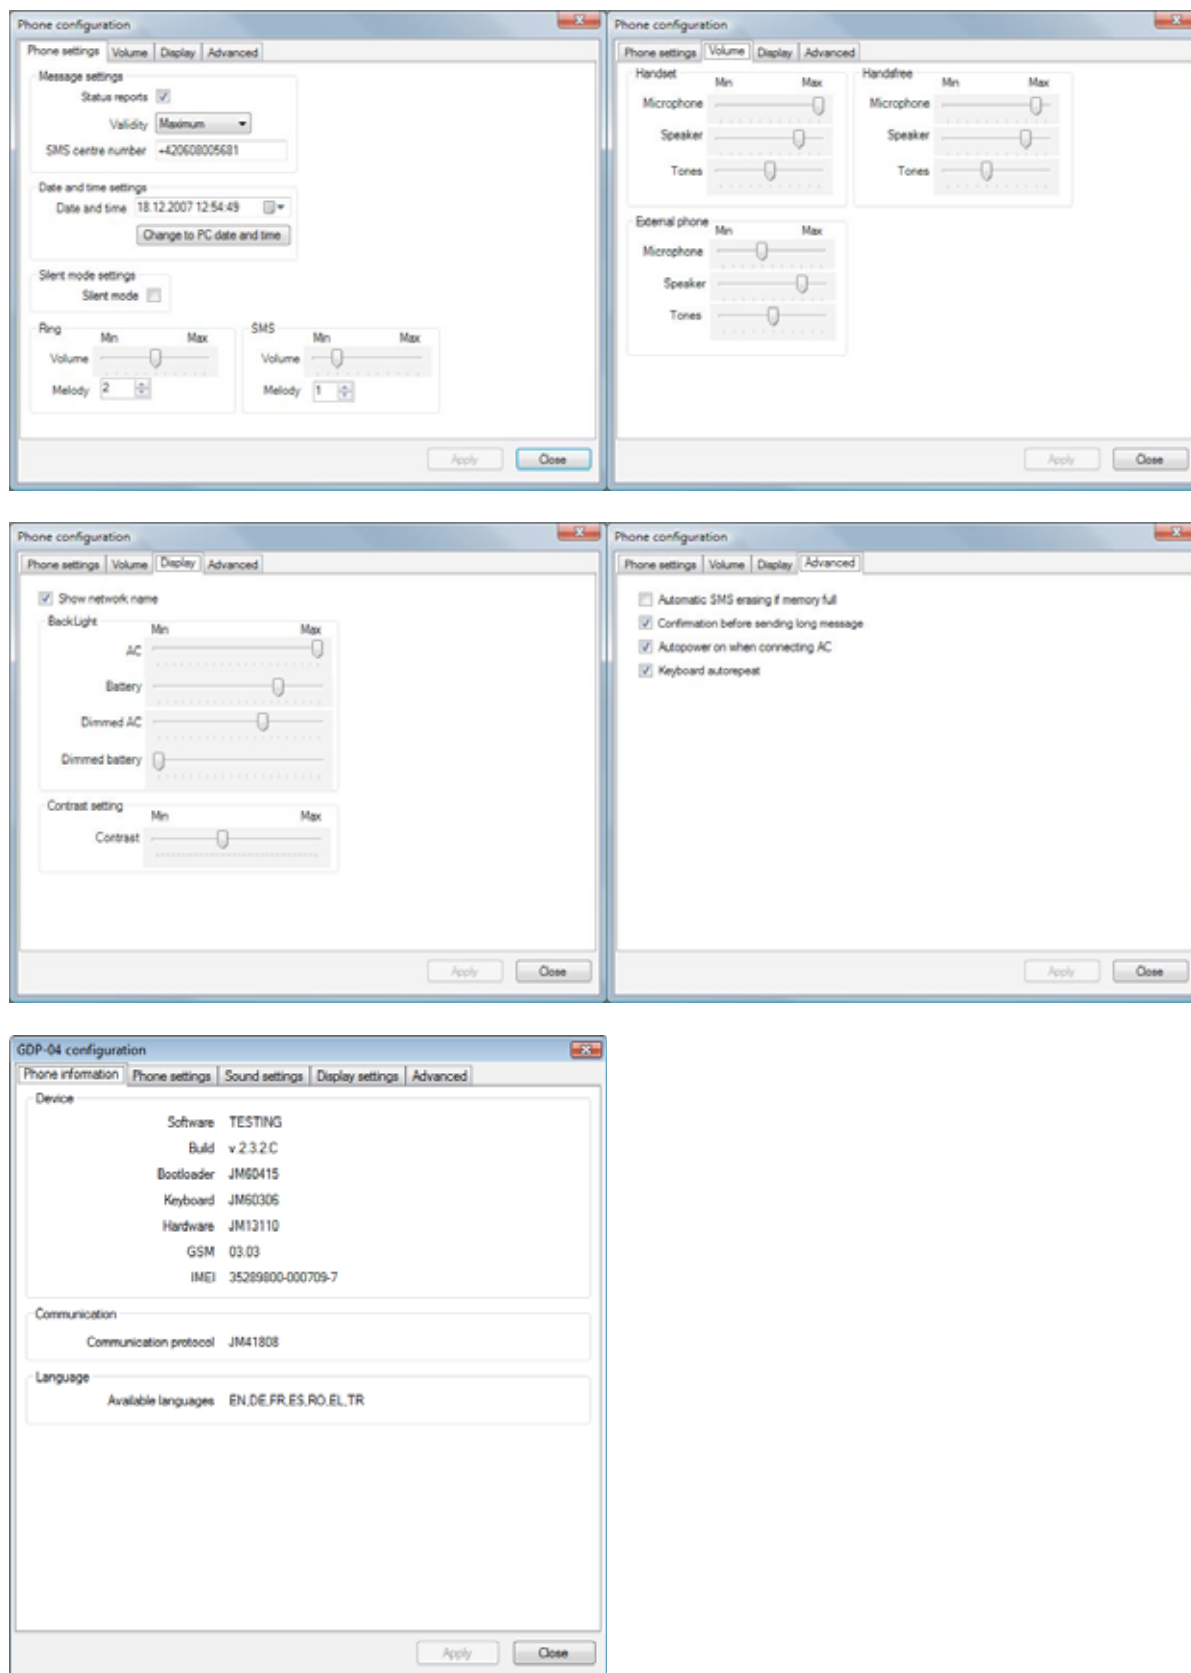 Phone configuration
Phone settings Volume Display Advanced
Message settings
Status reports
Validity Maximum
SMS centre number +420608005681
Date and time settings
Date and time 18.12.2007 12:54:49
Change to PC date and time
Silent mode settings
Silent mode
Ring
Min Max
Volume
Melody 2
SMS
Min Max
Volume
Melody 1
Apply Close
Phone configuration
Phone settings Volume Display Advanced
Handset
Min Max
Microphone
Speaker
Tones
Handsfree
Min Max
Microphone
Speaker
Tones
External phone
Min Max
Microphone
Speaker
Tones
Apply Close
Phone configuration
Phone settings Volume Display Advanced
Show network name
BackLight
Min Max
AC
Battery
Dimmed AC
Dimmed battery
Contrast setting
Min Max
Contrast
Apply Close
Phone configuration
Phone settings Volume Display Advanced
Automatic SMS erasing if memory full
Confirmation before sending long message
Autopower on when connecting AC
Keyboard autorepeat
Apply Close
GDP-04 configuration
Phone information Phone settings Sound settings Display settings Advanced
Device
Software TESTING
Build v.2.3.2.C
Bootloader JM60415
Keyboard JM60306
Hardware JM13110
GSM 03.03
IMEI 35289800-000709-7
Communication
Communication protocol JM41808
Language
Available languages EN,DE,FR,ES,RO,EL,TR
Apply Close